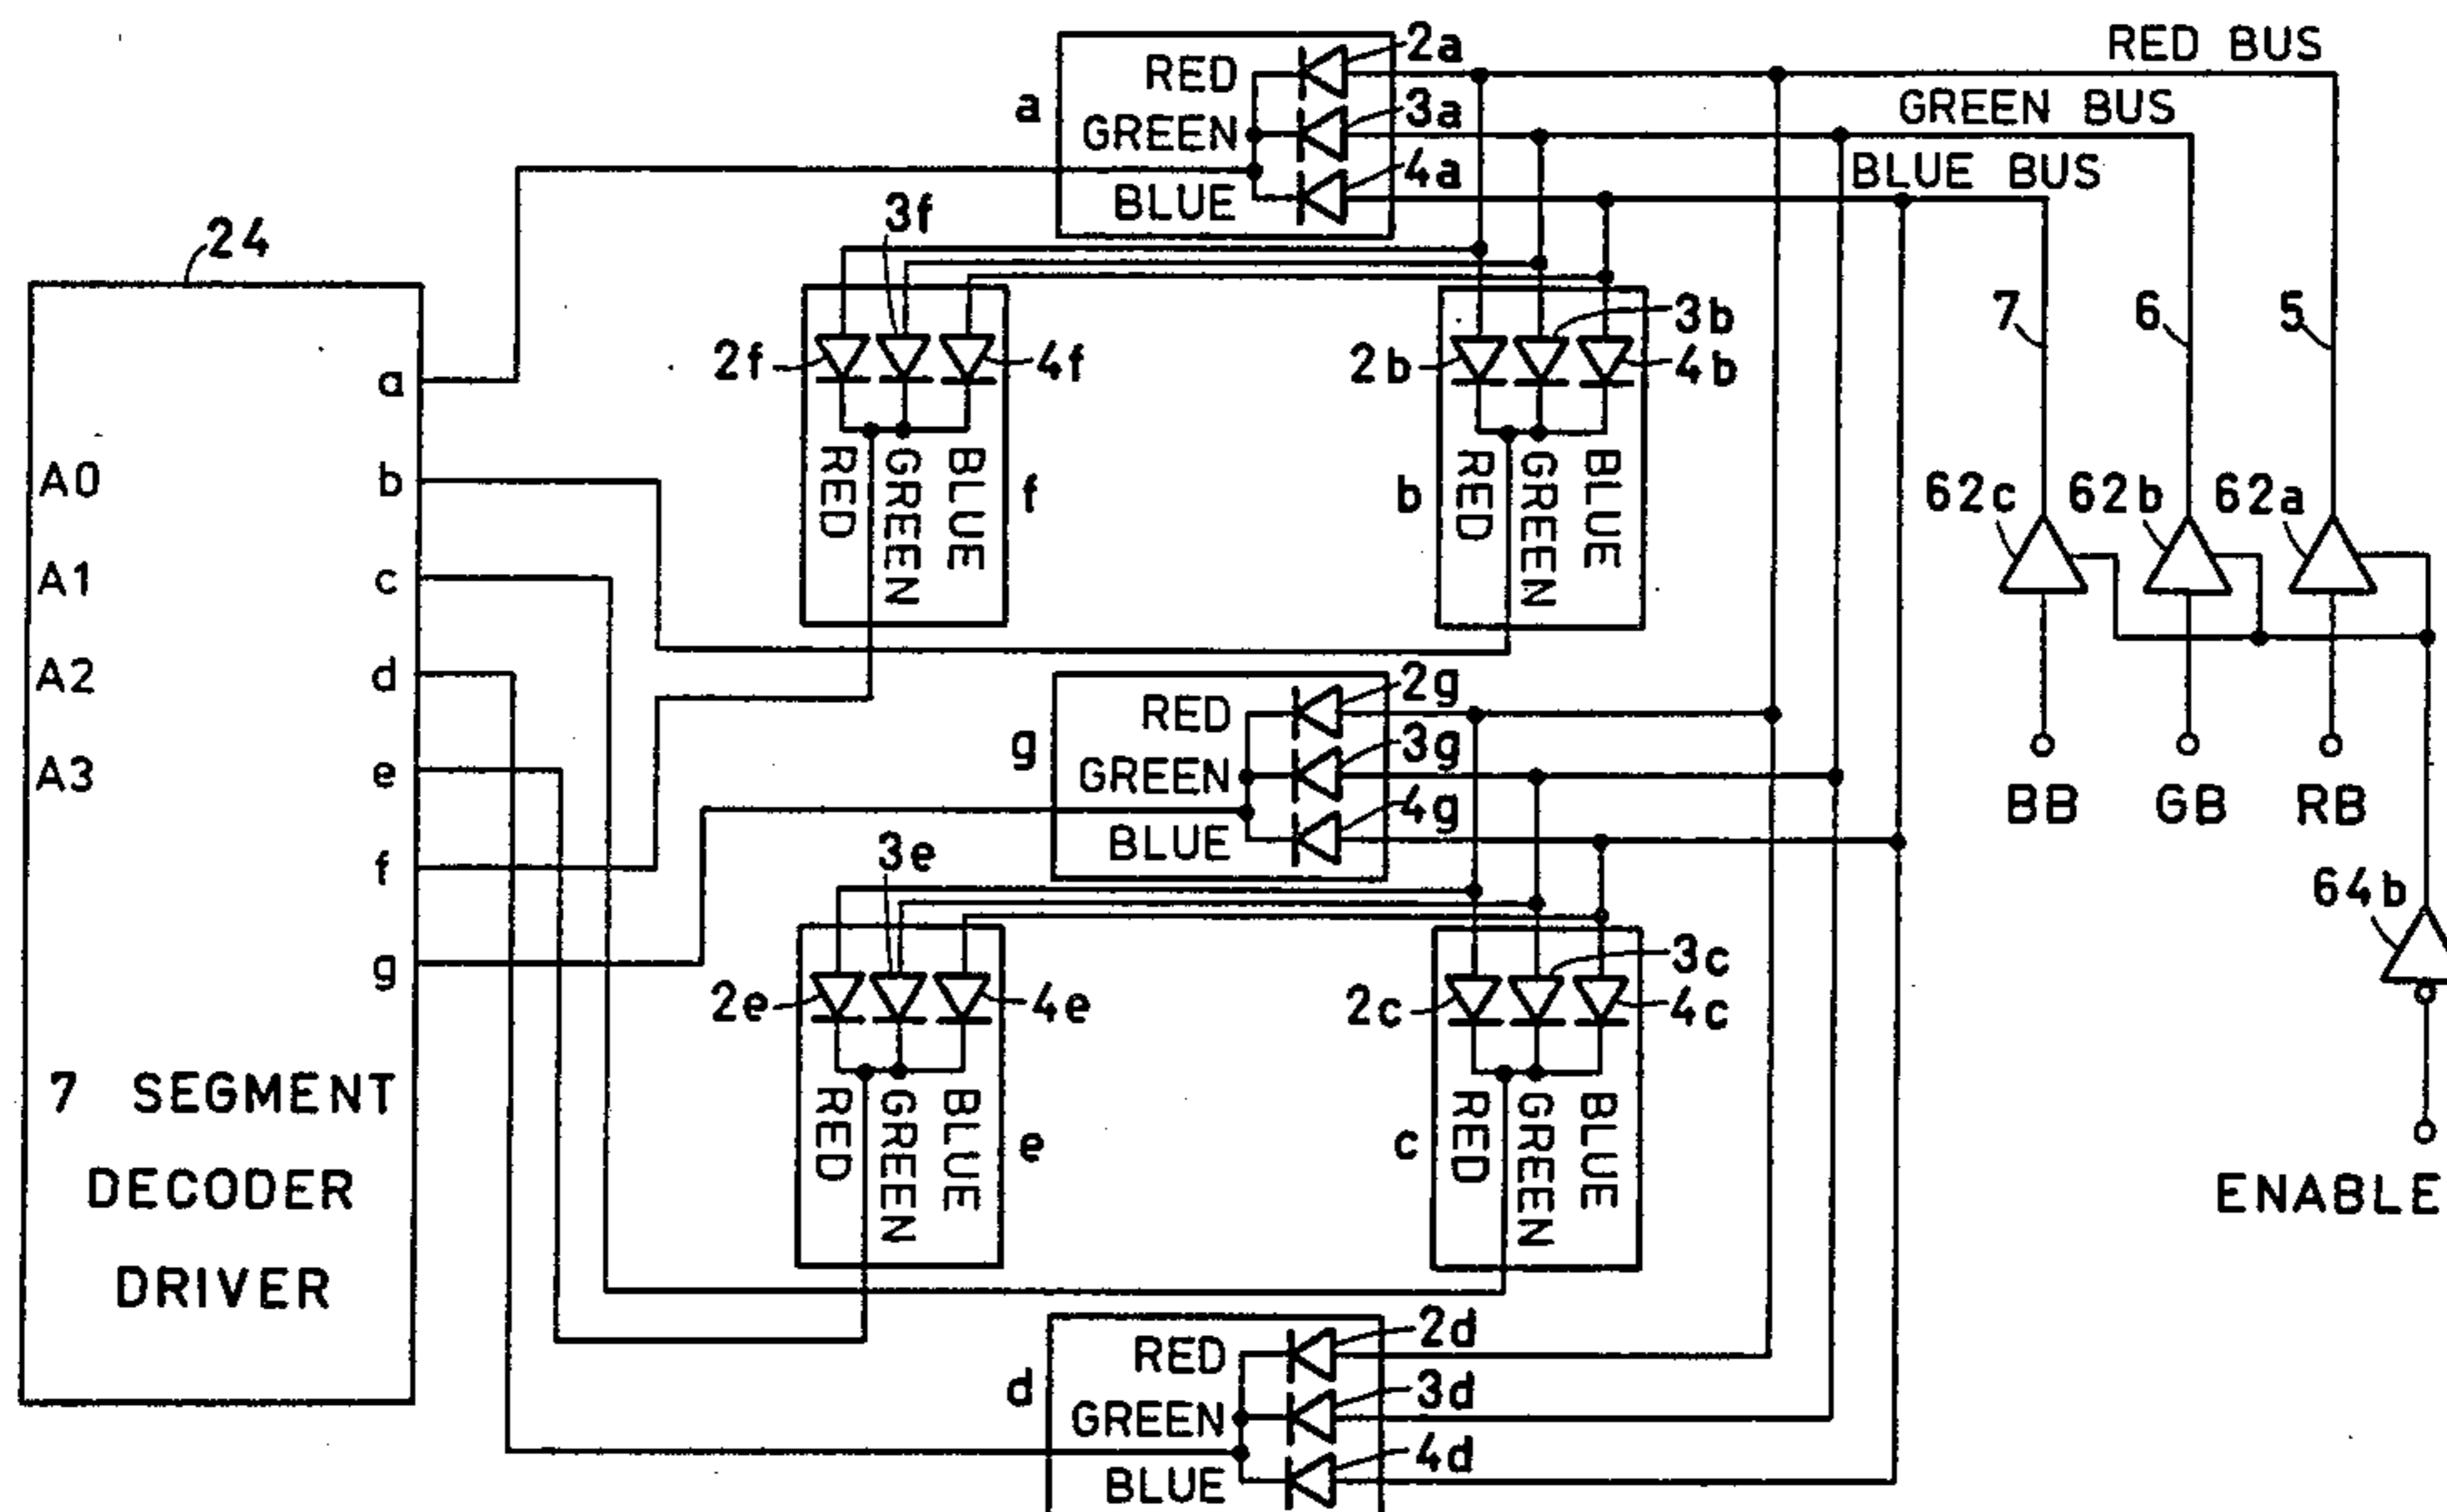 RED BUS
GREEN BUS
BLUE BUS
a
RED
GREEN
BLUE
2a
3a
4a
24
3f
2f
4f
RED
GREEN
BLUE
f
3b
2b
4b
b
RED
GREEN
BLUE
7
6
5
62c
62b
62a
BB
GB
RB
64b
ENABLE
A0
A1
A2
A3
a
b
c
d
e
f
g
7 SEGMENT
DECODER
DRIVER
g
RED
GREEN
BLUE
2g
3g
4g
3e
2e
4e
RED
GREEN
BLUE
e
3c
2c
4c
c
RED
GREEN
BLUE
d
RED
GREEN
BLUE
2d
3d
4d